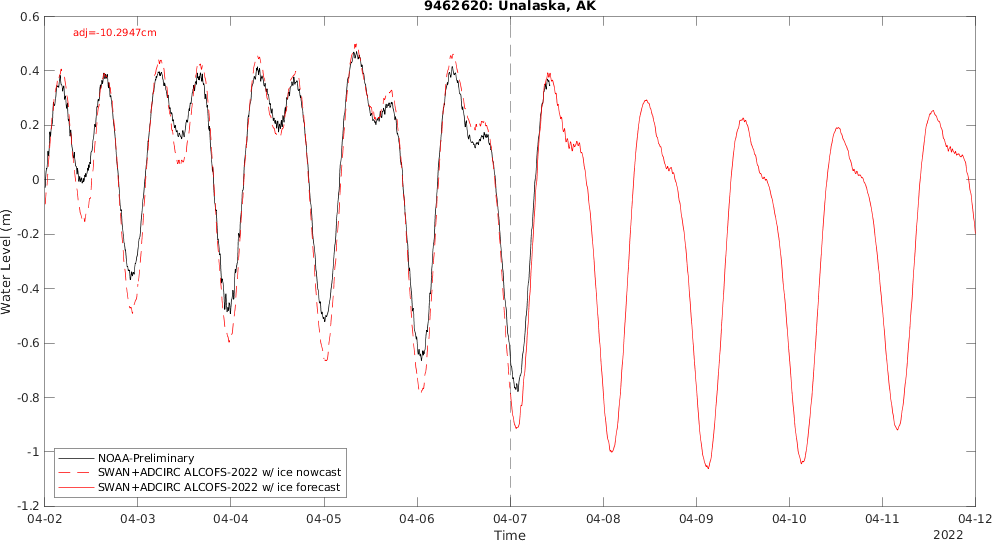 9462620: Unalaska, AK
adj=-10.2947cm
0.6
0.4
0.2
0
-0.2
-0.4
-0.6
-0.8
-1
-1.2
Water Level (m)
NOAA-Preliminary
SWAN+ADCIRC ALCOFS-2022 w/ ice nowcast
SWAN+ADCIRC ALCOFS-2022 w/ ice forecast
04-02 04-03 04-04 04-05 04-06 04-07 04-08 04-09 04-10 04-11 04-12
Time
2022